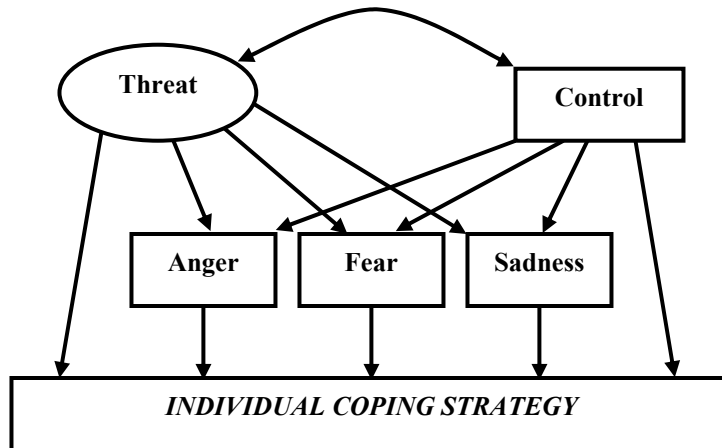 Threat
Control
Anger
Fear
Sadness
INDIVIDUAL COPING STRATEGY